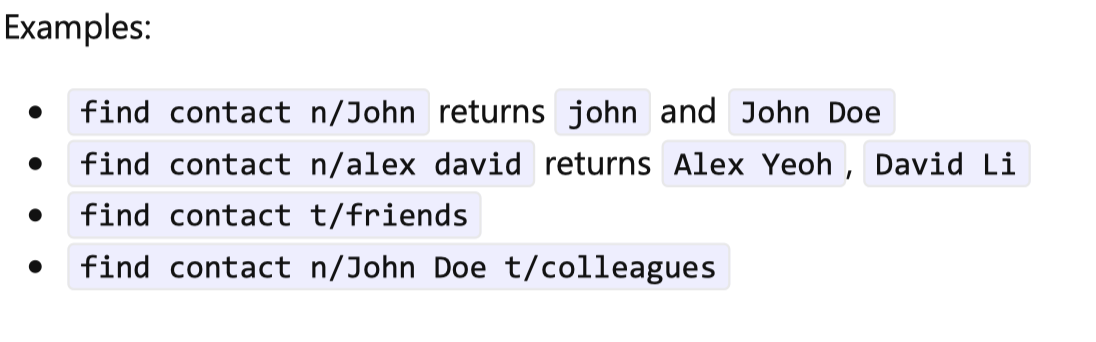 Examples:
• find contact n/John returns john and John Doe
• find contact n/alex david returns Alex Yeoh, David Li
• find contact t/friends
• find contact n/John Doe t/colleagues